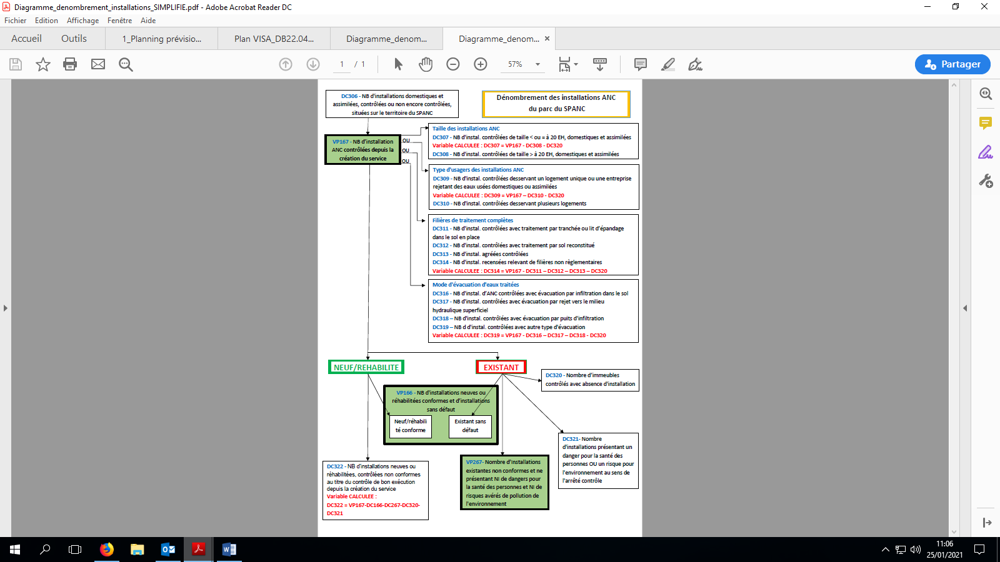 Diagramme_denombrement_installations_SIMPLIFIE.pdf - Adobe Acrobat Reader DC
Fichier Edition Affichage Fenêtre Aide
Accueil Outils 1_Planning prévisio... Plan VISA_DB22.04... Diagramme_denom... Diagramme_denom...
1 / 1 57% Partager
DC306 - NB d'installations domestiques et
assimilées, contrôlées ou non encore contrôlées,
situées sur le territoire du SPANC
Dénombrement des installations ANC
du parc du SPANC
VP167 - NB d'installation
ANC contrôlées depuis la
création du service
OU
OU
OU
Taille des installations ANC
DC307 - NB d'instal. contrôlées de taille < ou = à 20 EH, domestiques et assimilées
Variable CALCULEE : DC307 = VP167 - DC308 - DC320
DC308 - NB d'instal. contrôlées de taille > à 20 EH, domestiques et assimilées
Type d'usagers des installations ANC
DC309 - NB d'instal. contrôlées desservant un logement unique ou une entreprise
rejetant des eaux usées domestiques ou assimilées
Variable CALCULEE : DC309 = VP167 – DC310 - DC320
DC310 - NB d'instal. contrôlées desservant plusieurs logements
Filières de traitement complètes
DC311 - NB d'instal. contrôlées avec traitement par tranchée ou lit d'épandage
dans le sol en place
DC312 - NB d'instal. contrôlées avec traitement par sol reconstitué
DC313 - NB d'instal. agréées contrôlées
DC314 - NB d'instal. recensées relevant de filières non règlementaires
Variable CALCULEE : DC314 = VP167 - DC311 – DC312 – DC313 – DC320
Mode d'évacuation d'eaux traitées
DC316 - NB d'instal. d'ANC contrôlées avec évacuation par infiltration dans le sol
DC317 - NB d'instal. contrôlées avec évacuation par rejet vers le milieu
hydraulique superficiel
DC318 – NB d'instal. contrôlées avec évacuation par puits d'infiltration
DC319 – NB d d'instal. contrôlées avec autre type d'évacuation
Variable CALCULEE : DC319 = VP167 - DC316 – DC317 – DC318 - DC320
NEUF/REHABILITE
EXISTANT
DC320 - Nombre d'immeubles
contrôlés avec absence d'installation
VP166 - NB d'installations neuves ou
réhabilitées conformes et d'installations
sans défaut
Neuf/réhabili
té conforme
Existant sans
défaut
DC321- Nombre
d'installations présentant un
danger pour la santé des
personnes OU un risque pour
l'environnement au sens de
l'arrêté contrôle
VP267- Nombre d'installations
existantes non conformes et ne
présentant NI de dangers pour
la santé des personnes et NI de
risques avérés de pollution de
l'environnement
DC322 - NB d'installations neuves ou
réhabilitées, contrôlées non conformes
au titre du contrôle de bon exécution
depuis la création du service
Variable CALCULEE :
DC322 = VP167-DC166-DC267-DC320-
DC321
11:06
25/01/2021